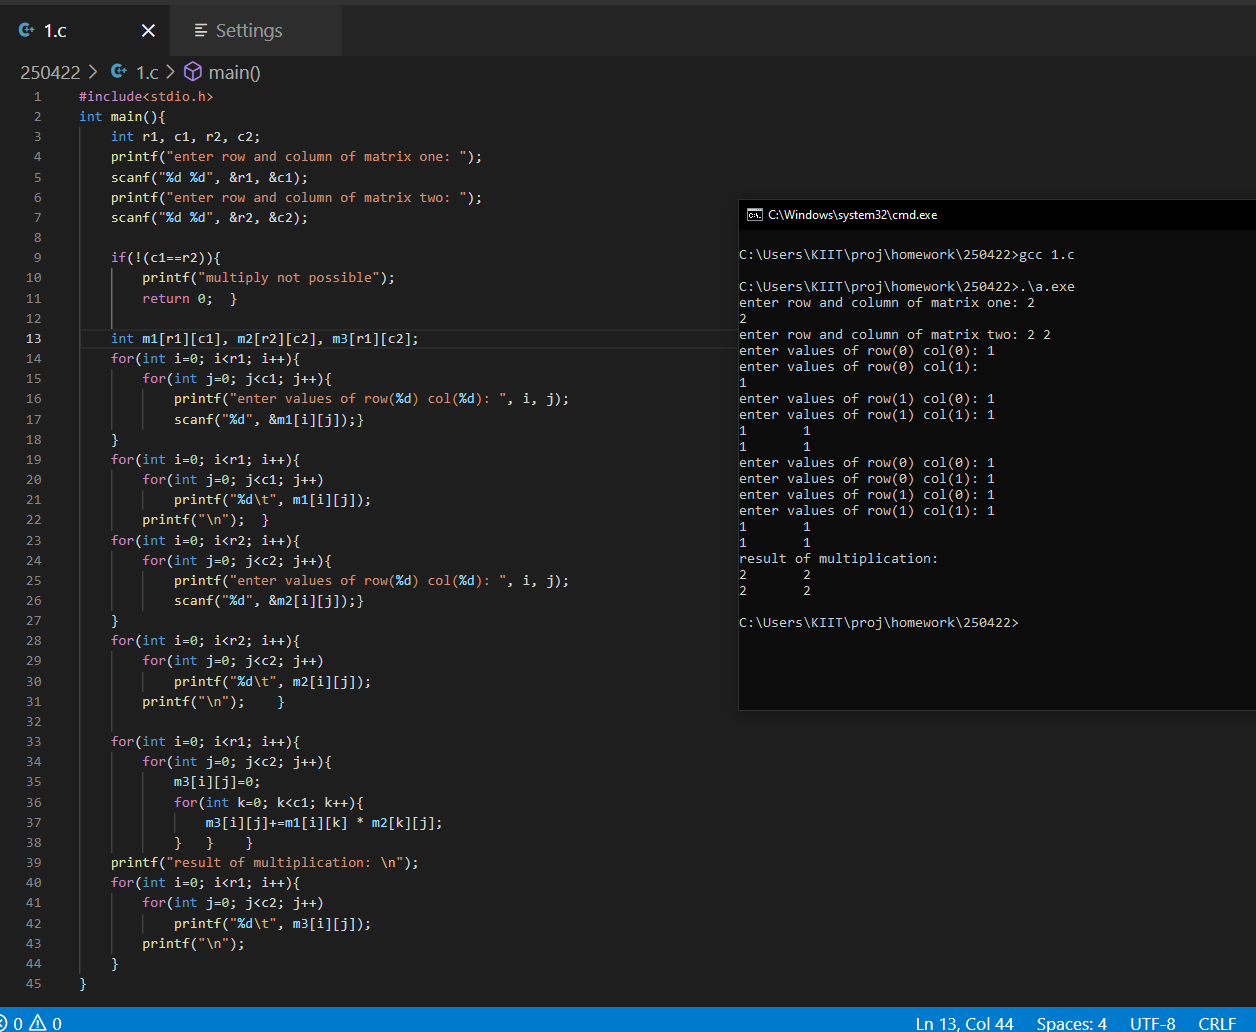 1.c
Settings
250422 > 1.c > main()
1 #include<stdio.h>
2 int main(){
3     int r1, c1, r2, c2;
4     printf("enter row and column of matrix one: ");
5     scanf("%d %d", &r1, &c1);
6     printf("enter row and column of matrix two: ");
7     scanf("%d %d", &r2, &c2);
8
9     if(!(c1==r2)){
10         printf("multiply not possible");
11         return 0;  }
12
13     int m1[r1][c1], m2[r2][c2], m3[r1][c2];
14     for(int i=0; i<r1; i++){
15         for(int j=0; j<c1; j++){
16             printf("enter values of row(%d) col(%d): ", i, j);
17             scanf("%d", &m1[i][j]);}
18     }
19     for(int i=0; i<r1; i++){
20         for(int j=0; j<c1; j++)
21             printf("%d\t", m1[i][j]);
22         printf("\n");  }
23     for(int i=0; i<r2; i++){
24         for(int j=0; j<c2; j++){
25             printf("enter values of row(%d) col(%d): ", i, j);
26             scanf("%d", &m2[i][j]);}
27     }
28     for(int i=0; i<r2; i++){
29         for(int j=0; j<c2; j++)
30             printf("%d\t", m2[i][j]);
31         printf("\n");    }
32
33     for(int i=0; i<r1; i++){
34         for(int j=0; j<c2; j++){
35             m3[i][j]=0;
36             for(int k=0; k<c1; k++){
37                 m3[i][j]+=m1[i][k] * m2[k][j];
38             }   }    }
39     printf("result of multiplication: \n");
40     for(int i=0; i<r1; i++){
41         for(int j=0; j<c2; j++)
42             printf("%d\t", m3[i][j]);
43         printf("\n");
44     }
45 }
C:\Windows\system32\cmd.exe
C:\Users\KIIT\proj\homework\250422>gcc 1.c
C:\Users\KIIT\proj\homework\250422>.\a.exe
enter row and column of matrix one: 2
2
enter row and column of matrix two: 2 2
enter values of row(0) col(0): 1
enter values of row(0) col(1):
1
enter values of row(1) col(0): 1
enter values of row(1) col(1): 1
1       1
1       1
enter values of row(0) col(0): 1
enter values of row(0) col(1): 1
enter values of row(1) col(0): 1
enter values of row(1) col(1): 1
1       1
1       1
result of multiplication:
2       2
2       2
C:\Users\KIIT\proj\homework\250422>
0 0
Ln 13, Col 44 Spaces: 4 UTF-8 CRLF